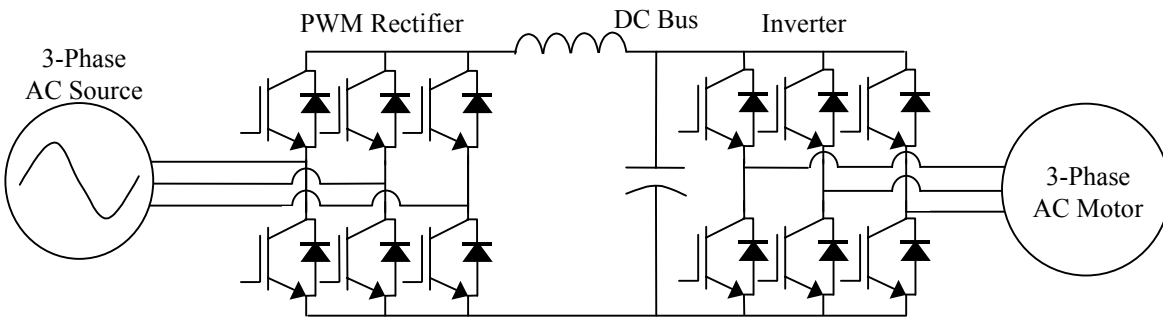 PWM Rectifier
DC Bus
Inverter
3-Phase
AC Source
3-Phase
AC Motor